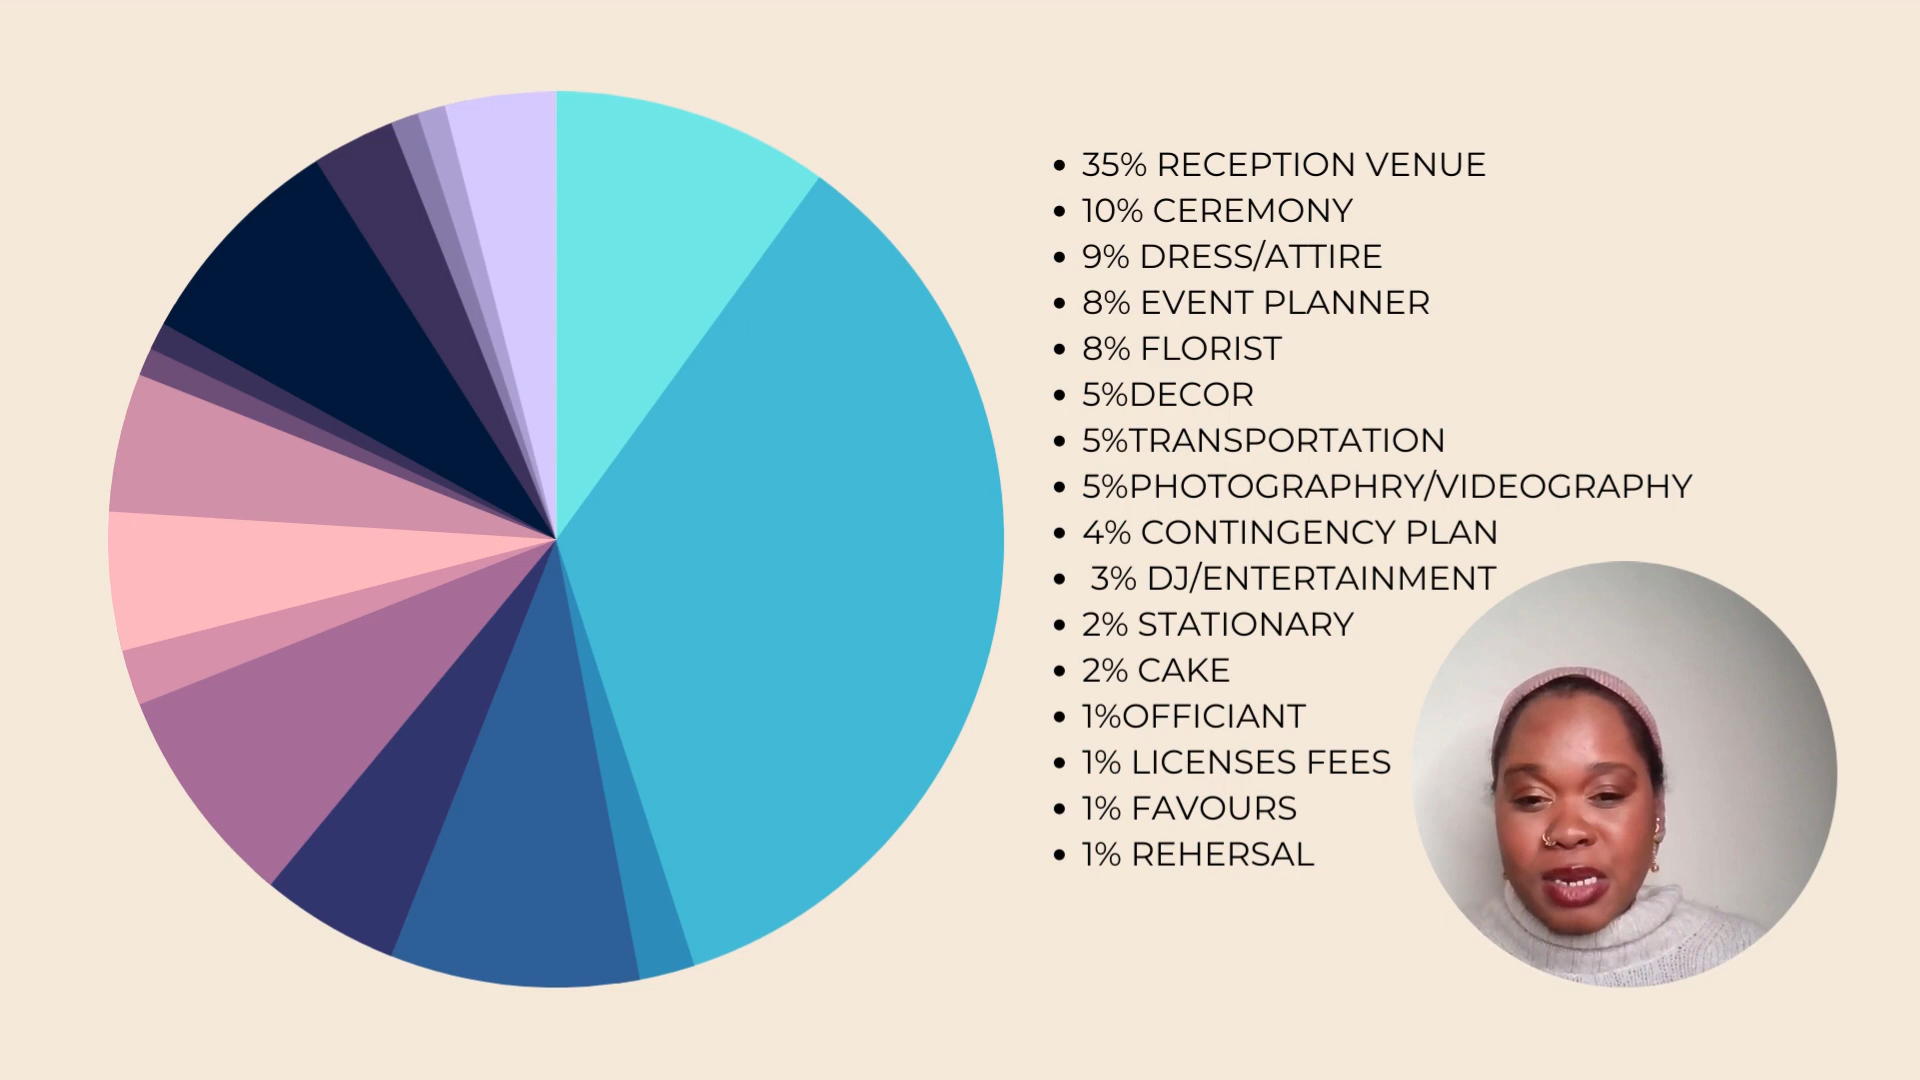 35% RECEPTION VENUE
10% CEREMONY
9% DRESS/ATTIRE
8% EVENT PLANNER
8% FLORIST
5%DECOR
5%TRANSPORTATION
5%PHOTOGRAPHRY/VIDEOGRAPHY
4% CONTINGENCY PLAN
3% DJ/ENTERTAINMENT
2% STATIONARY
2% CAKE
1%OFFICIANT
1% LICENSES FEES
1% FAVOURS
1% REHERSAL